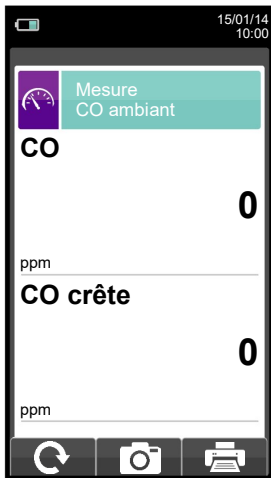 15/01/14
10:00
Mesure
CO ambiant
CO
0
ppm
CO crête
0
ppm